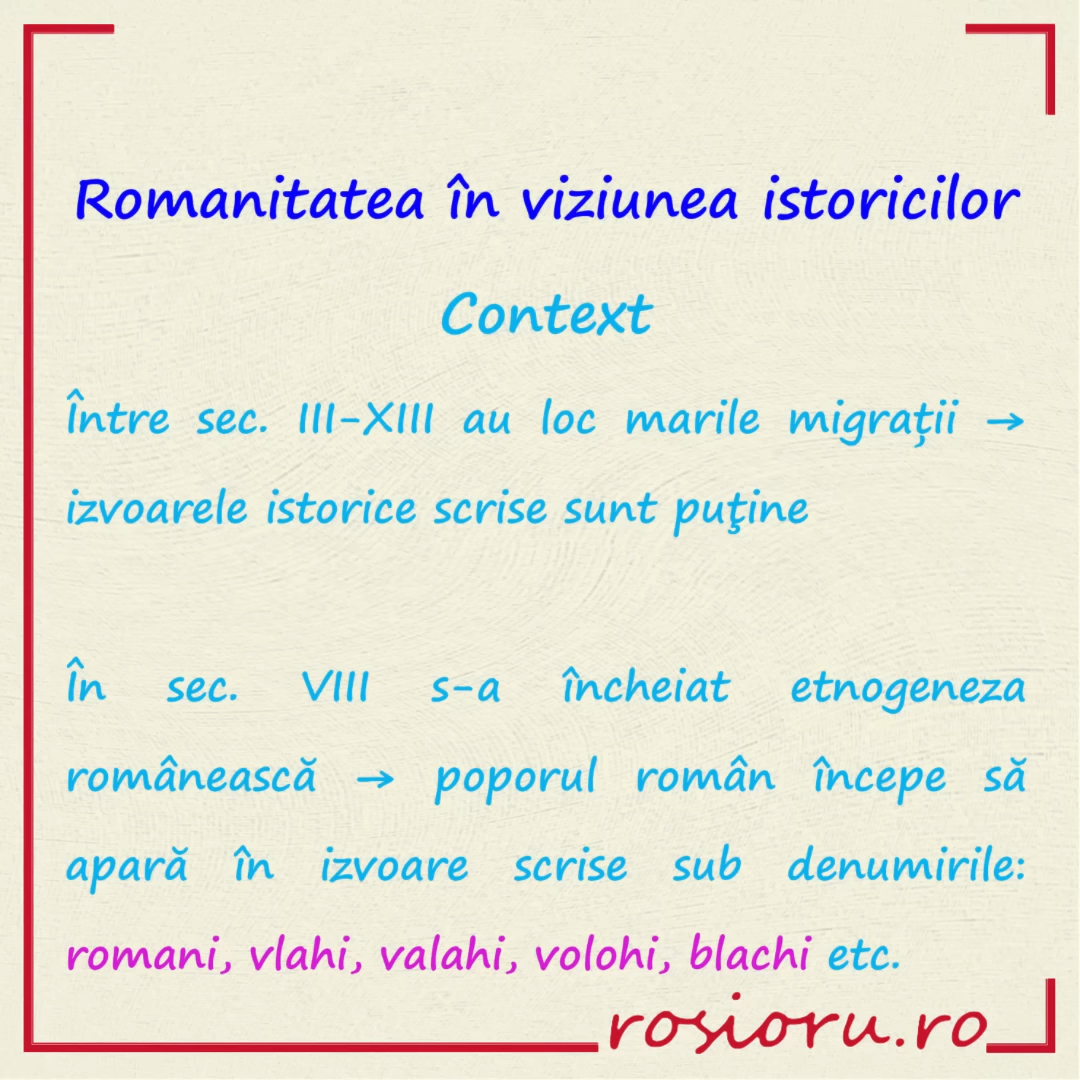 Romanitatea în viziunea istoricilor
Context
Între sec. III-XIII au loc marile migrații →
izvoarele istorice scrise sunt puţine
În sec. VIII s-a încheiat etnogeneza
românească → poporul român începe să
apară în izvoare scrise sub denumirile:
romani, vlahi, valahi, volohi, blachi etc.
rosioru.ro